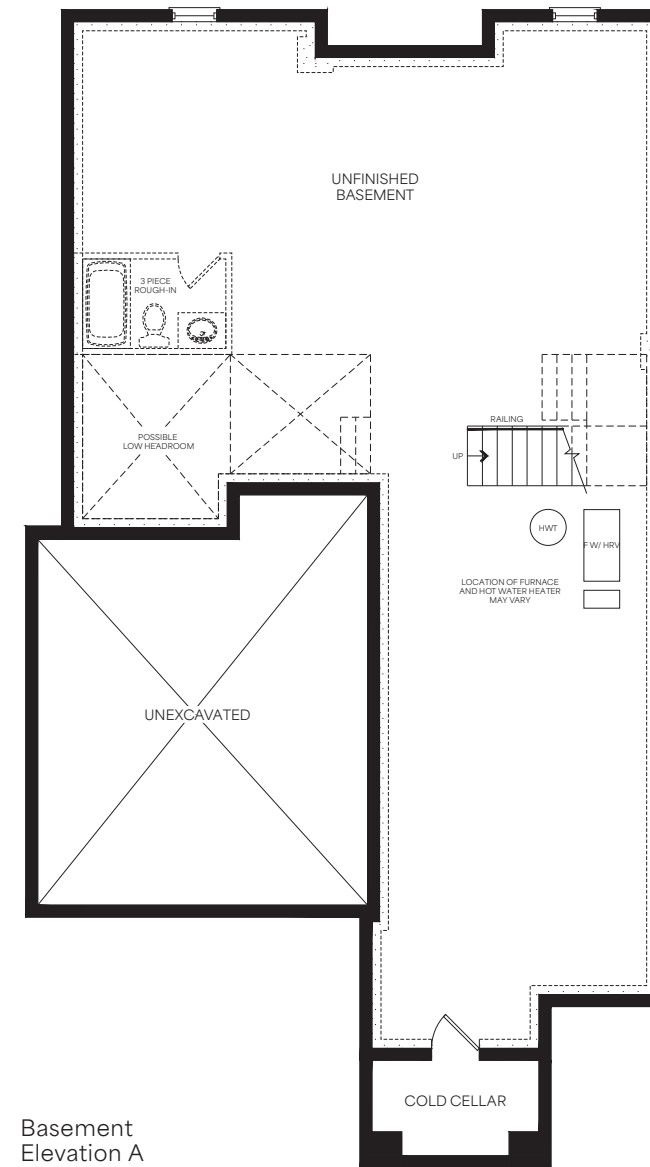 UNFINISHED
BASEMENT
3 PIECE
ROUGH-IN
POSSIBLE
LOW HEADROOM
RAILING
UP
HWT
F W/ HRV
LOCATION OF FURNACE
AND HOT WATER HEATER
MAY VARY
UNEXCAVATED
COLD CELLAR
Basement
Elevation A